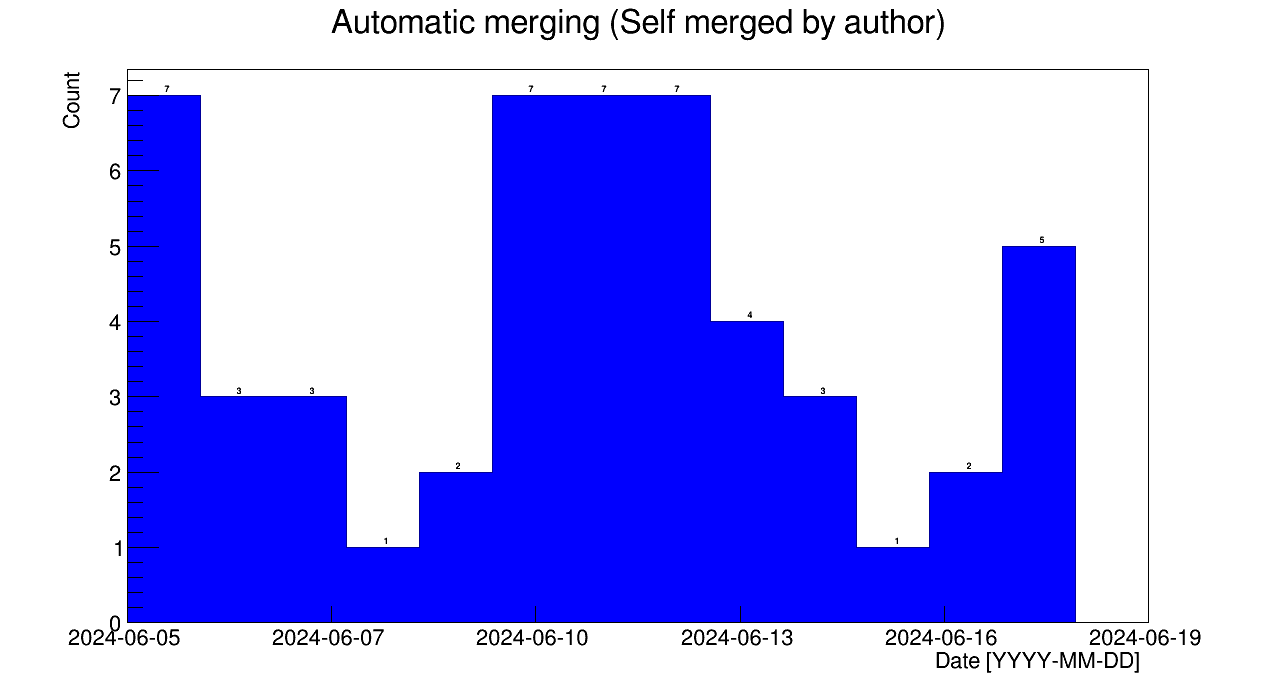 Automatic merging (Self merged by author)
Count
7
7 7 7 7
6
5
5
4
4
3
3 3 3
2
2 2
1
1 1
0
2024-06-05 2024-06-07 2024-06-10 2024-06-13 2024-06-16 2024-06-19
Date [YYYY-MM-DD]